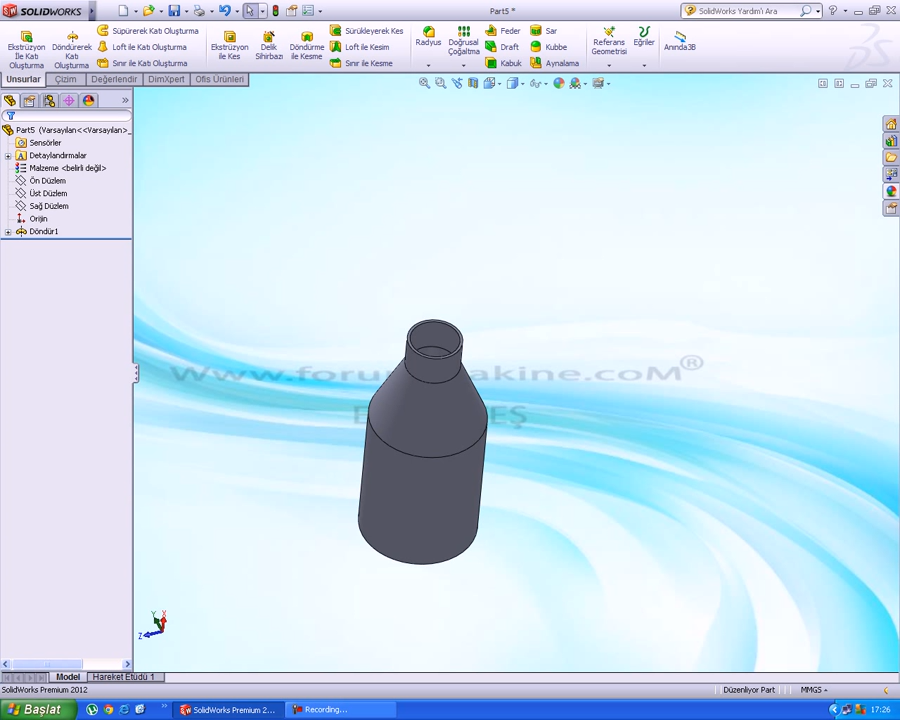 SOLIDWORKS
Part5 *
SolidWorks Yardım'ı Ara
Ekstrüzyon İle Katı Oluşturma
Döndürerek Katı Oluşturma
Süpürerek Katı Oluşturma
Loft ile Katı Oluşturma
Sınır ile Katı Oluşturma
Ekstrüzyon ile Kes
Delik Sihirbazı
Döndürme ile Kesme
Sürükleyerek Kes
Loft ile Kesim
Sınır ile Kesme
Radyus
Doğrusal Çoğaltma
Feder
Draft
Kabuk
Sar
Kubbe
Aynalama
Referans Geometrisi
Eğriler
Anında3B
Unsurlar
Çizim
Değerlendir
DimXpert
Ofis Ürünleri
Part5 (Varsayılan<<Varsayılan>_
Sensörler
Detaylandırmalar
Malzeme <belirli değil>
Ön Düzlem
Üst Düzlem
Sağ Düzlem
Orijin
Döndür1
Y
X
Z
Model
Hareket Etüdü 1
SolidWorks Premium 2012
Düzenliyor Part
MMGS
Başlat
SolidWorks Premium 2...
Recording...
17:26